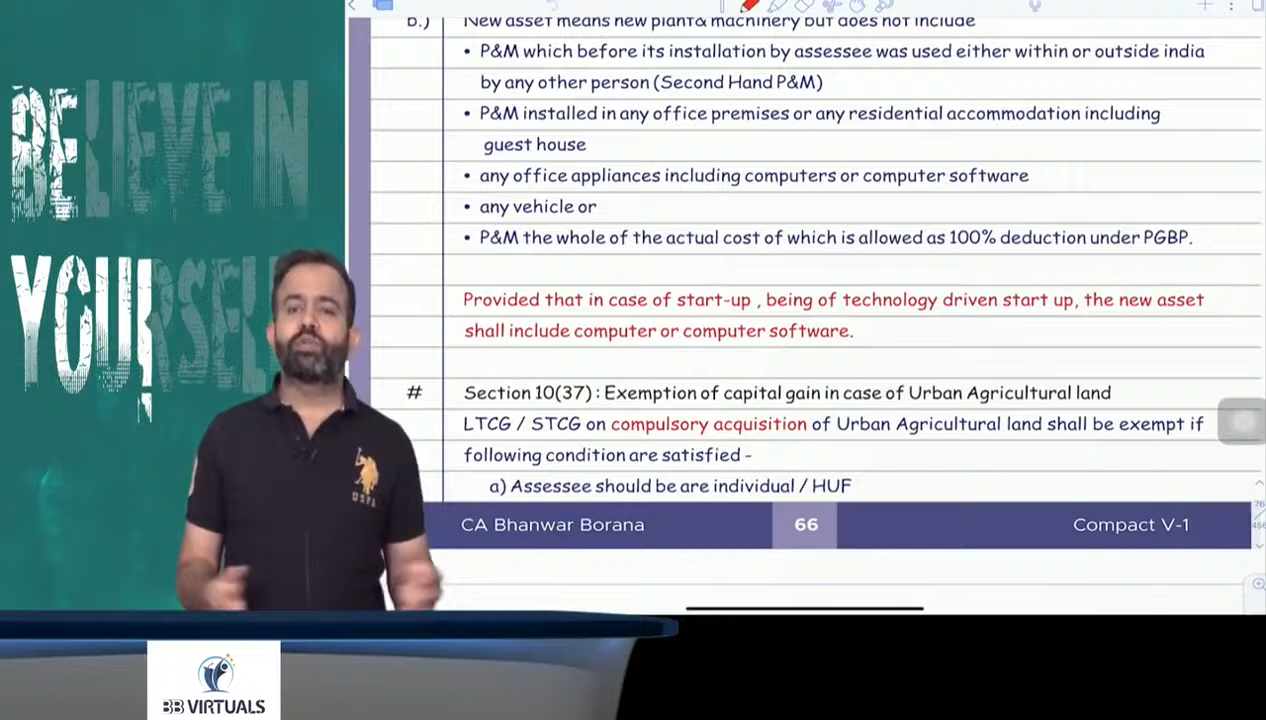 BELIEVE IN
YOURSELF
b.) New asset means new plant& machinery but does not include
• P&M which before its installation by assessee was used either within or outside india
by any other person (Second Hand P&M)
• P&M installed in any office premises or any residential accommodation including
guest house
• any office appliances including computers or computer software
• any vehicle or
• P&M the whole of the actual cost of which is allowed as 100% deduction under PGBP.
Provided that in case of start-up , being of technology driven start up, the new asset
shall include computer or computer software.
# Section 10(37) : Exemption of capital gain in case of Urban Agricultural land
LTCG / STCG on compulsory acquisition of Urban Agricultural land shall be exempt if
following condition are satisfied -
a) Assessee should be are individual / HUF
CA Bhanwar Borana 66 Compact V-1
USPA
BB VIRTUALS